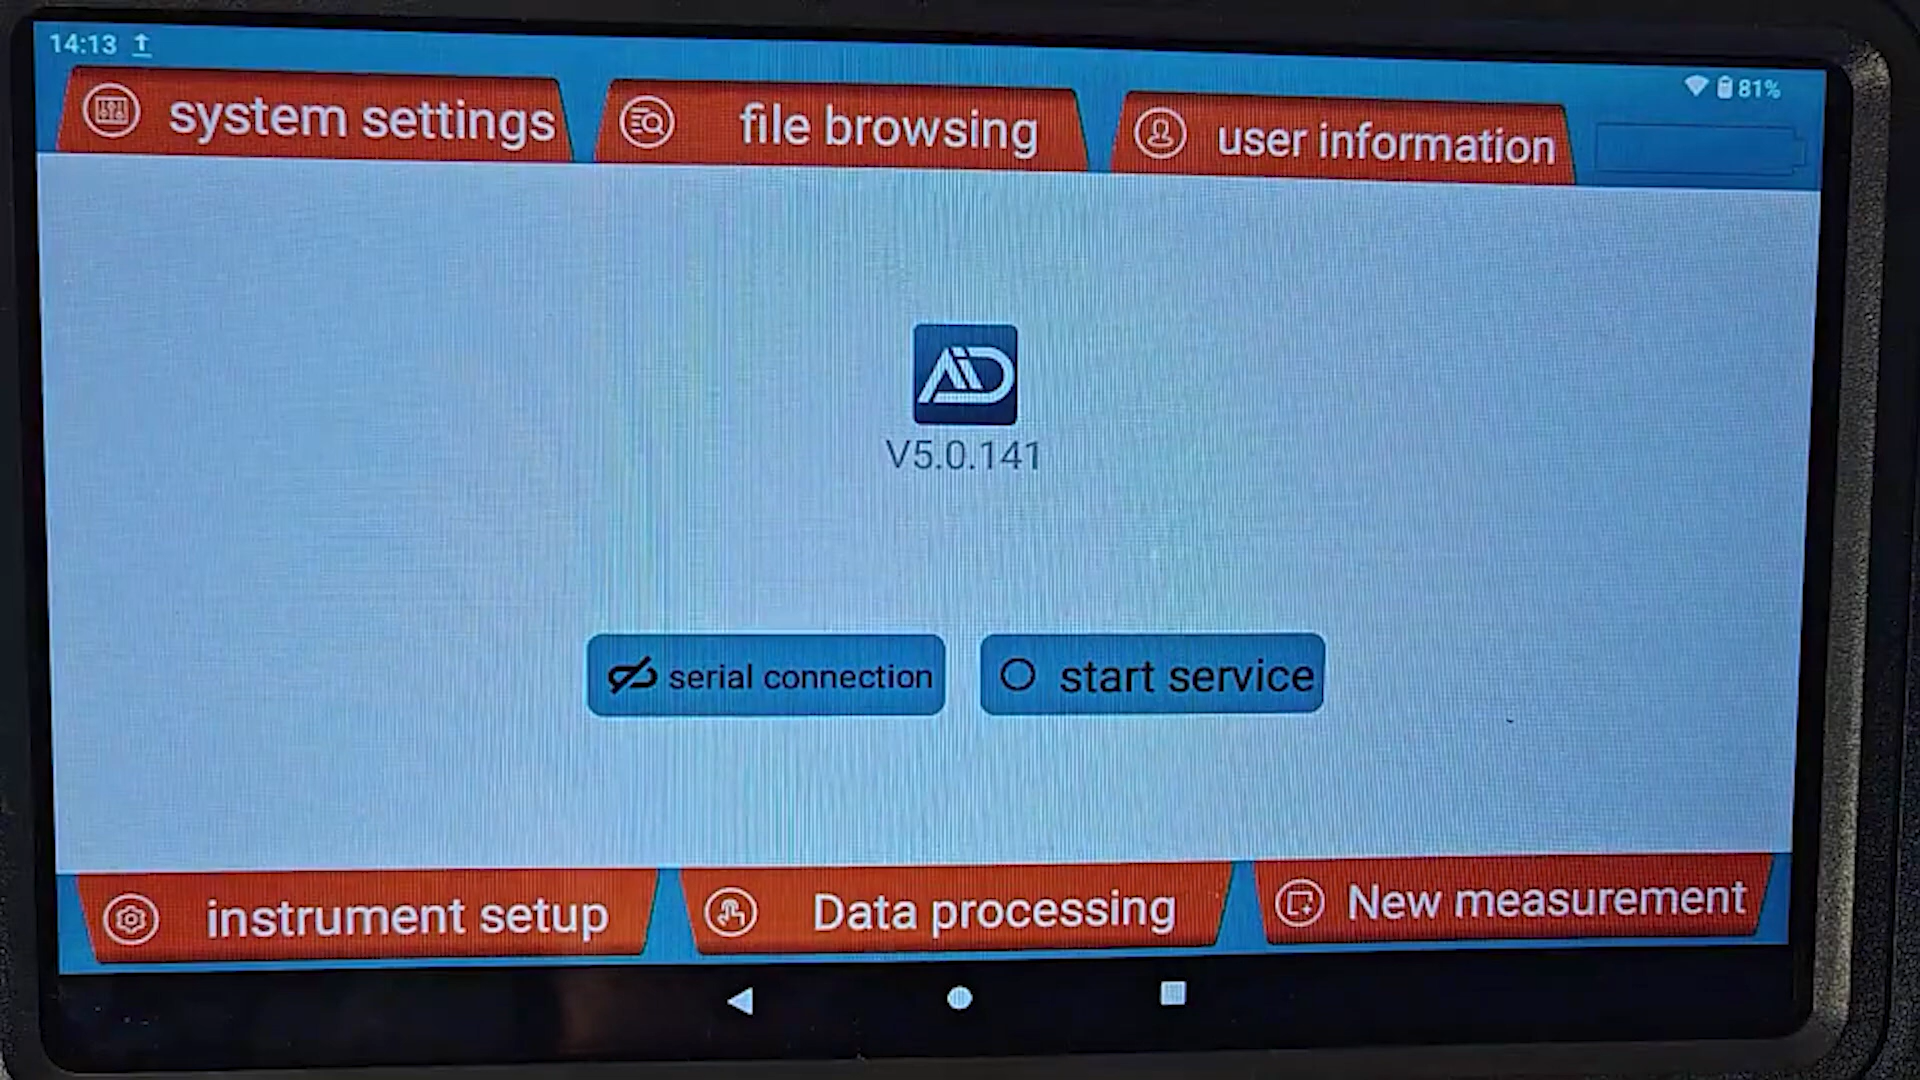 14:13
81%
system settings
file browsing
user information
AD
V5.0.141
serial connection
start service
instrument setup
Data processing
New measurement